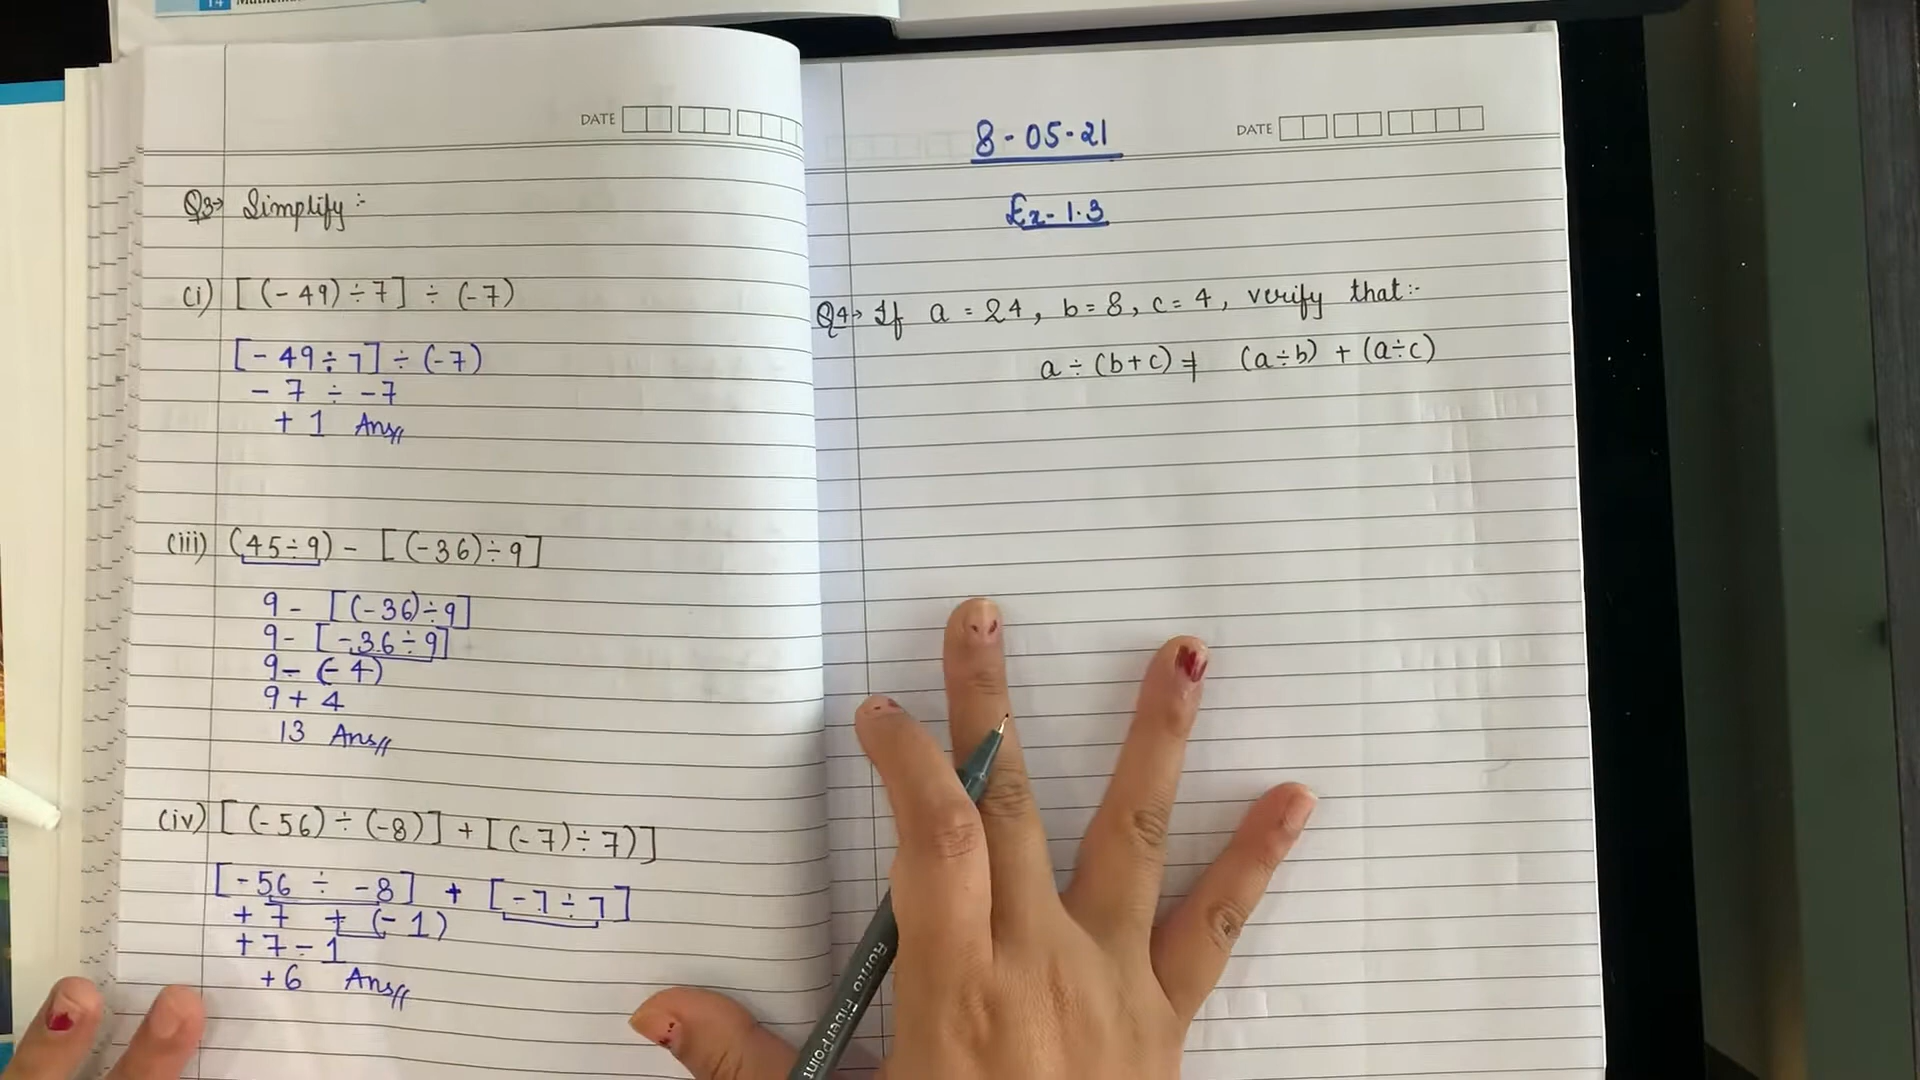 14
DATE
Q3→ Simplify :-
(i) [(-49) ÷ 7] ÷ (-7)
[-49 ÷ 7] ÷ (-7)
- 7 ÷ -7
+ 1 Ans//
(iii) (45÷9) - [(-36) ÷ 9]
9 - [(-36) ÷ 9]
9 - [-36 ÷ 9]
9 - (-4)
9 + 4
13 Ans//
(iv) [(-56) ÷ (-8)] + [(-7) ÷ 7)]
[-56 ÷ -8] + [-7 ÷ 7]
+ 7 + (-1)
+ 7 - 1
+ 6 Ans//
8-05-21
DATE
Ex-1.3
Q4→ If a = 24, b = 8, c = 4, verify that :-
a ÷ (b+c) ≠ (a÷b) + (a÷c)